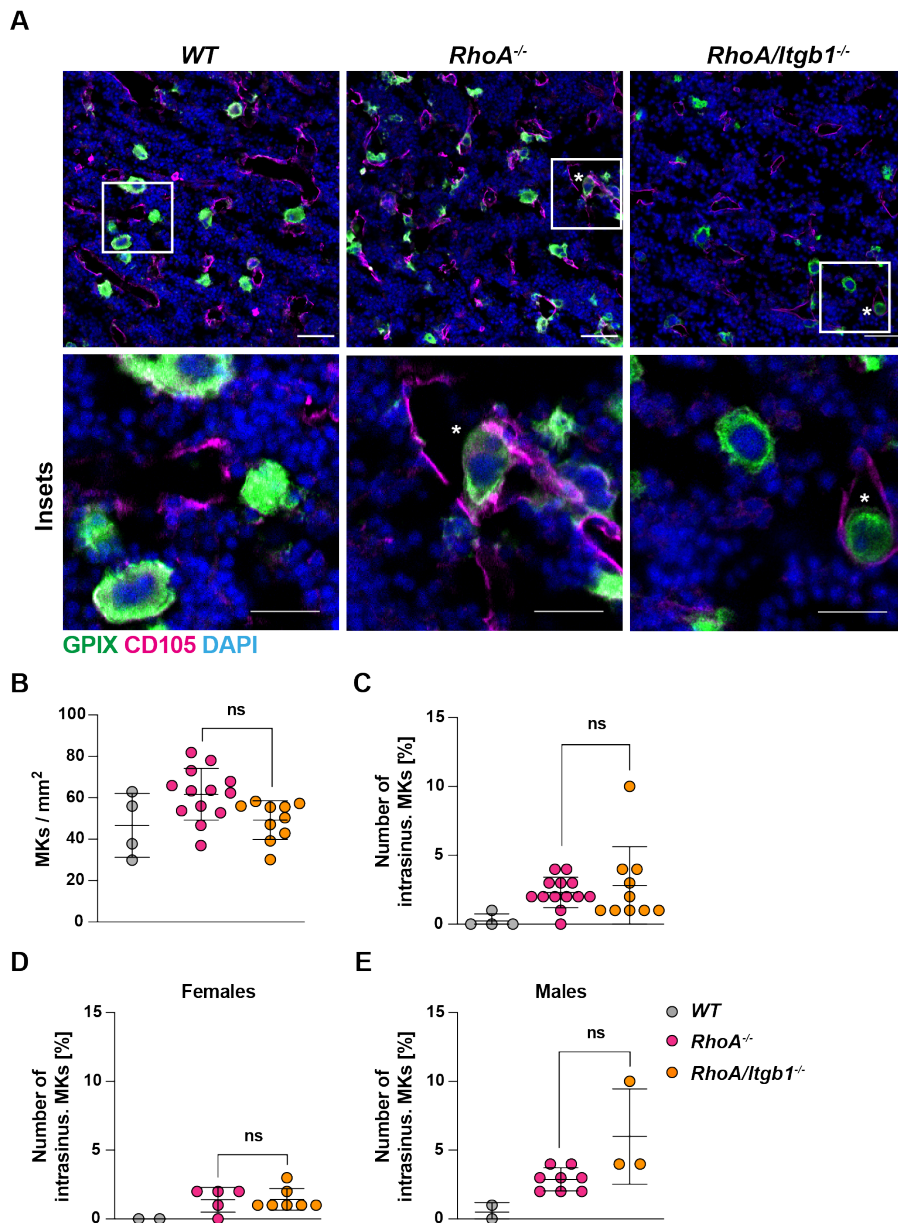 A
WT
RhoA-/-
RhoA/Itgb1-/-
*
*
Insets
*
*
GPIX CD105 DAPI
B
MKs / mm2
100
80
60
40
20
0
ns
C
Number of
intrasinus. MKs [%]
15
10
5
0
ns
D
Females
Number of
intrasinus. MKs [%]
15
10
5
0
ns
E
Males
Number of
intrasinus. MKs [%]
15
10
5
0
ns
WT
RhoA-/-
RhoA/Itgb1-/-